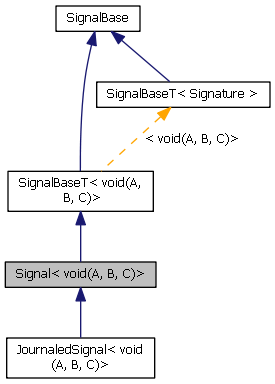 SignalBase
SignalBaseT< Signature >
< void(A, B, C)>
SignalBaseT< void(A,
B, C)>
Signal< void(A, B, C)>
JournaledSignal< void
(A, B, C)>